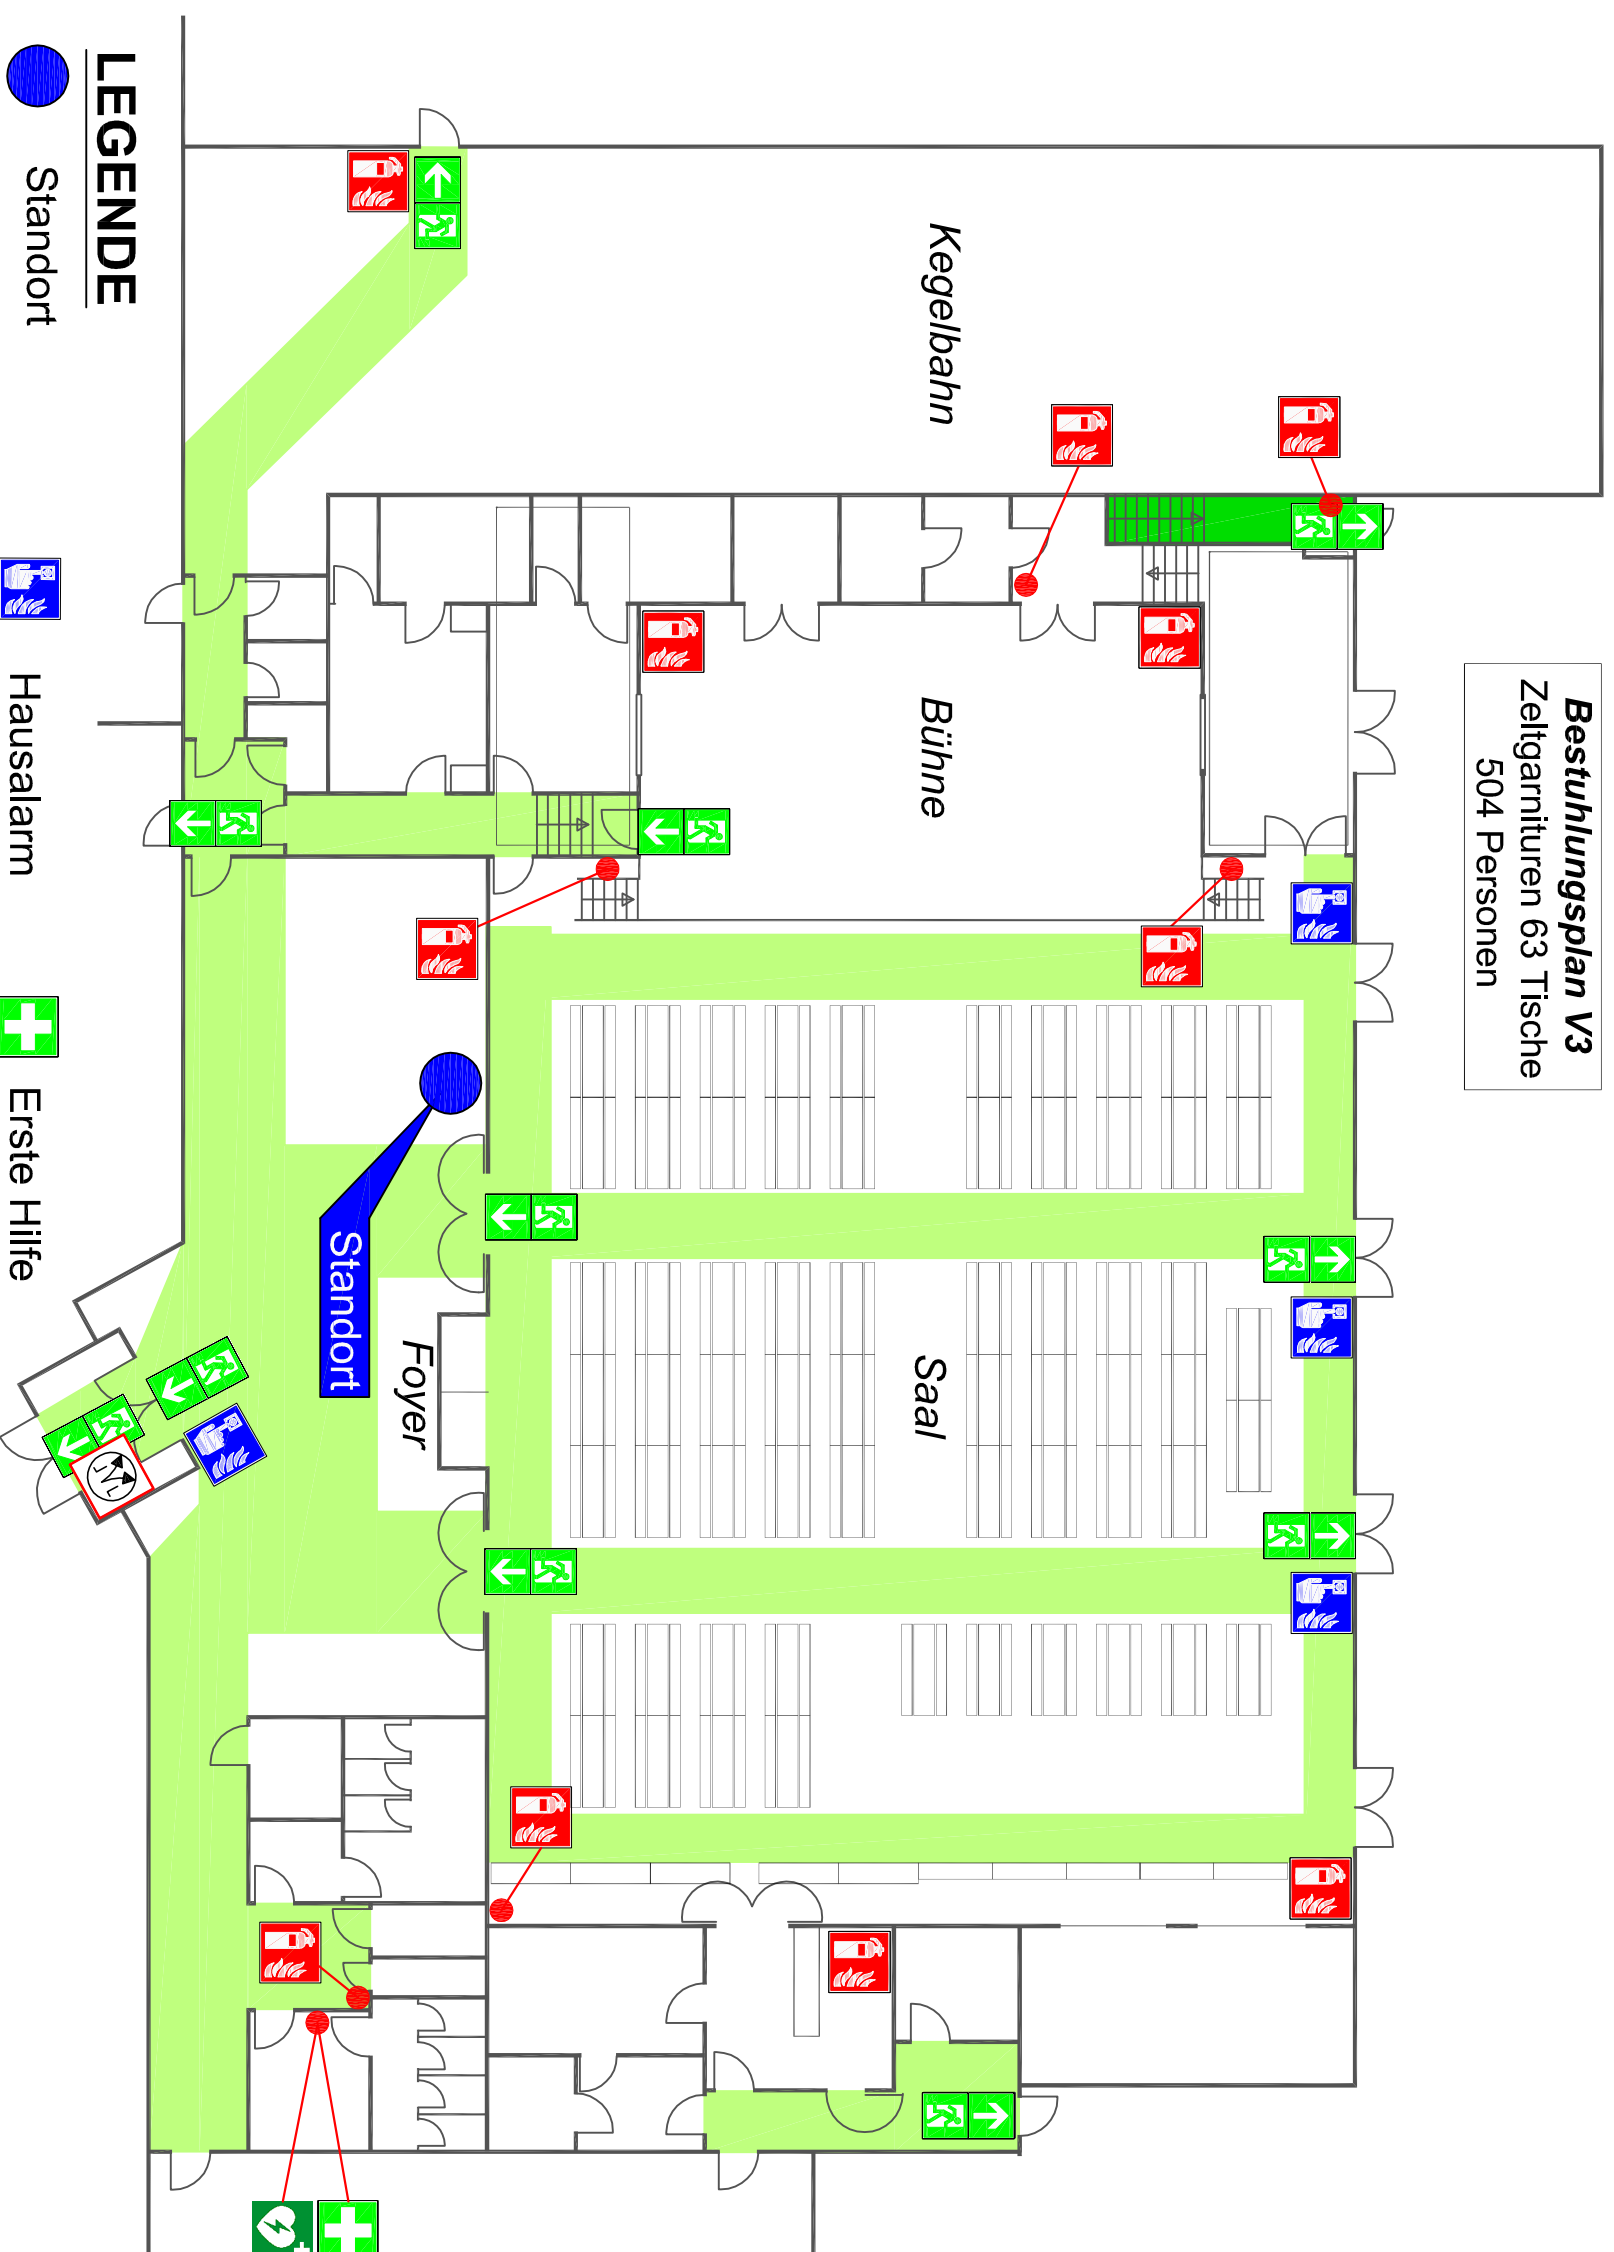 Bestuhlungsplan V3
Zeltgarnituren 63 Tische
504 Personen
Kegelbahn
Bühne
Saal
Foyer
Standort
LEGENDE
Standort
Hausalarm
Erste Hilfe